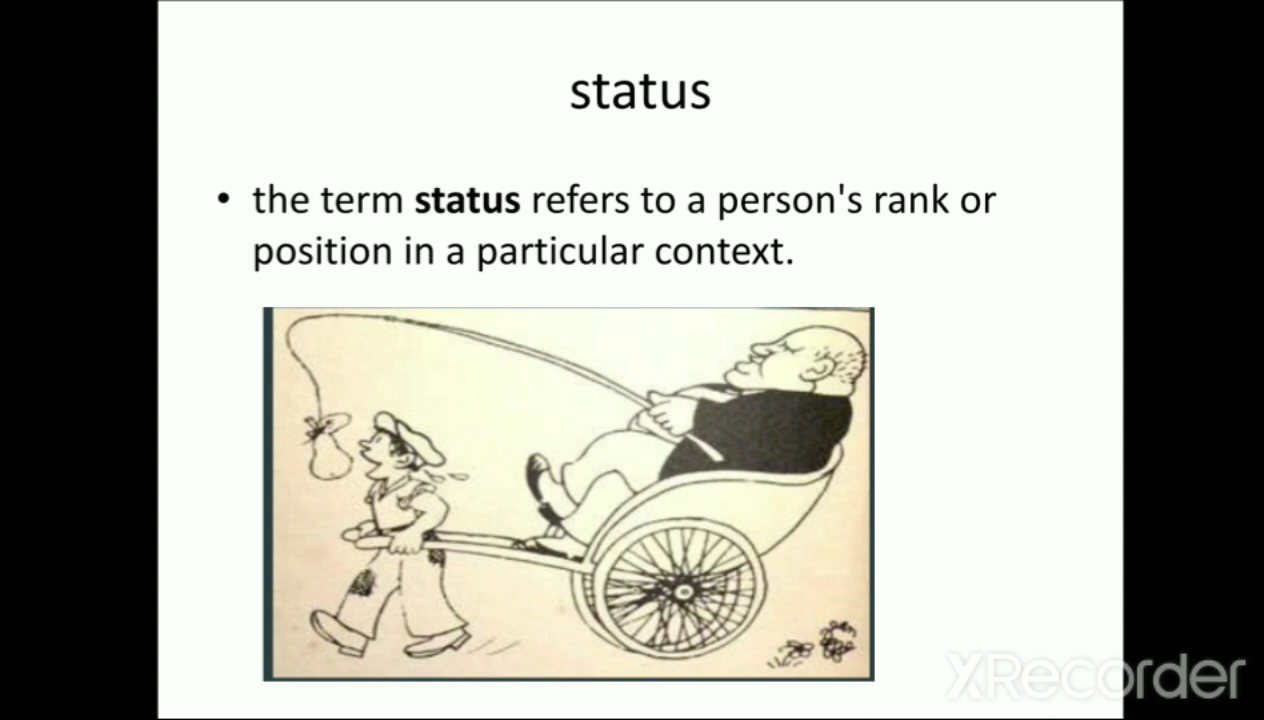 status
• the term status refers to a person's rank or
position in a particular context.
XRecorder